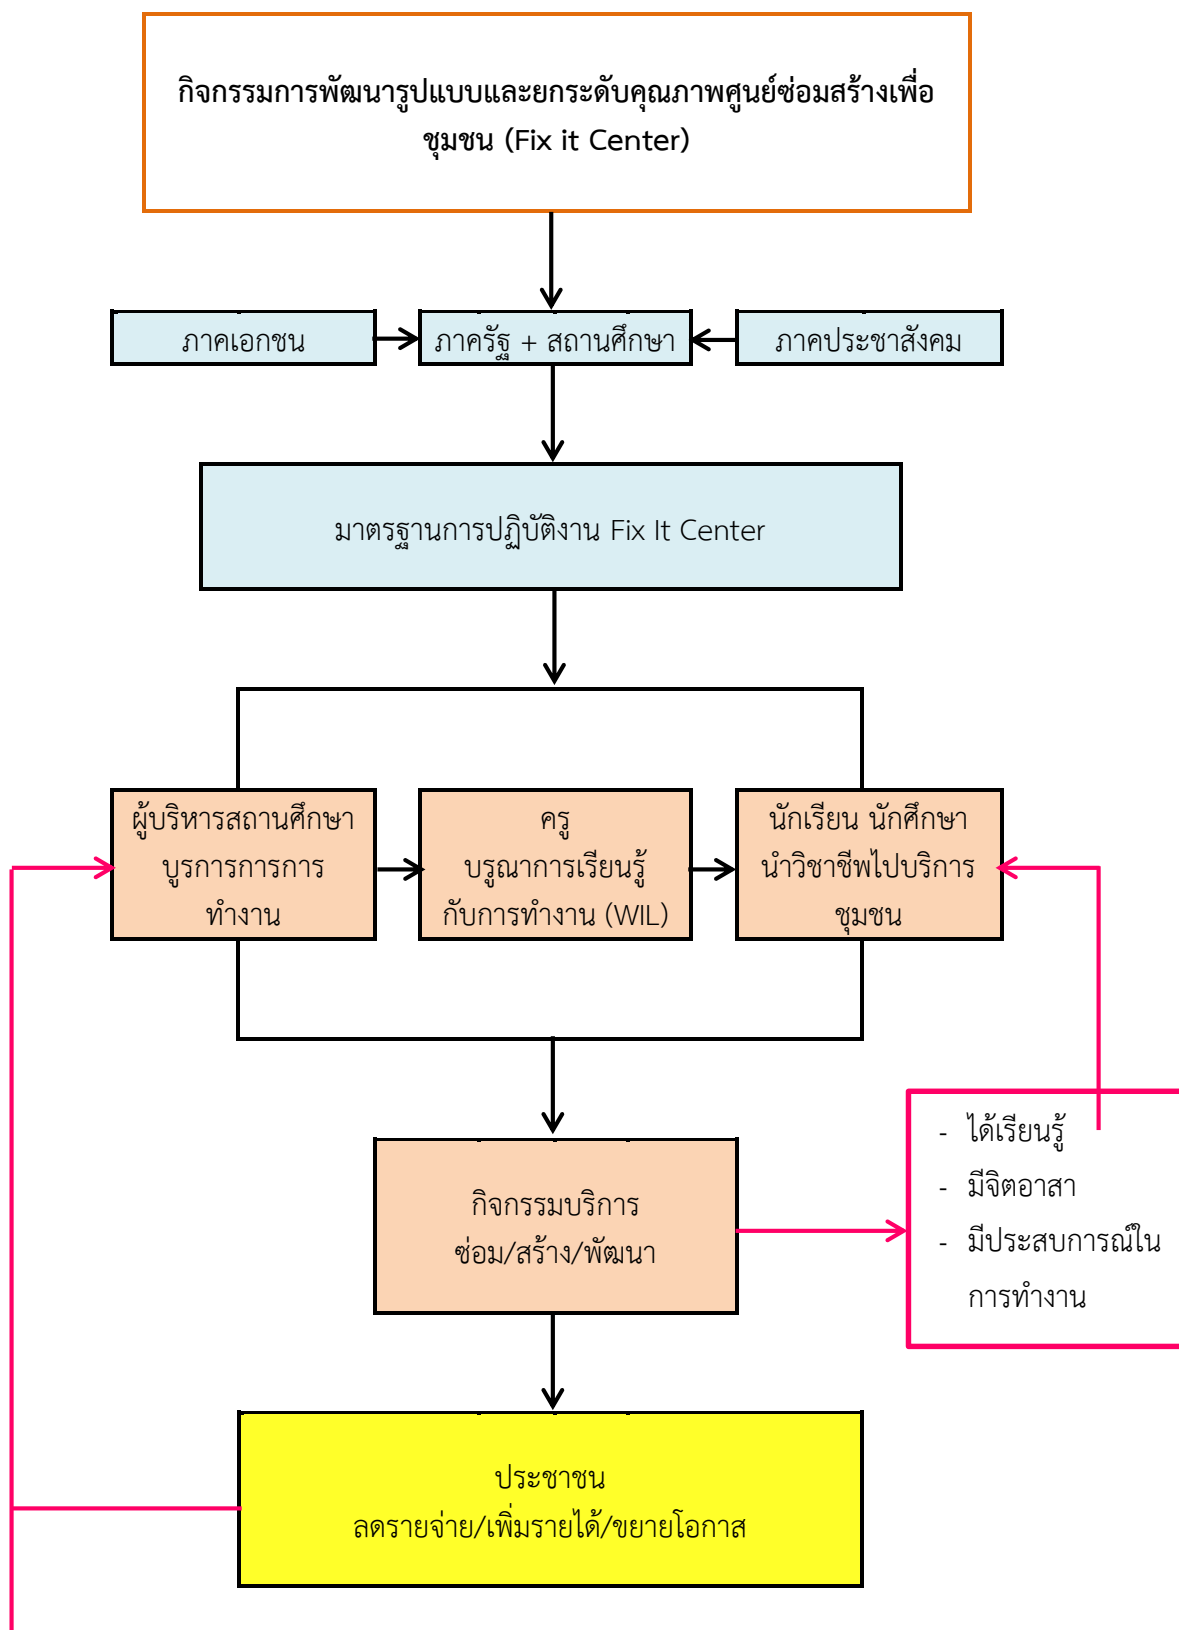 กิจกรรมการพัฒนารูปแบบและยกระดับคุณภาพศูนย์ซ่อมสร้างเพื่อ
ชุมชน (Fix it Center)
ภาคเอกชน
ภาครัฐ + สถานศึกษา
ภาคประชาสังคม
มาตรฐานการปฏิบัติงาน Fix It Center
ผู้บริหารสถานศึกษา
บูรการการการ
ทำงาน
ครู
บรูณาการเรียนรู้
กับการทำงาน (WIL)
นักเรียน นักศึกษา
นำวิชาชีพไปบริการ
ชุมชน
กิจกรรมบริการ
ซ่อม/สร้าง/พัฒนา
- ได้เรียนรู้
- มีจิตอาสา
- มีประสบการณ์ใน
การทำงาน
ประชาชน
ลดรายจ่าย/เพิ่มรายได้/ขยายโอกาส